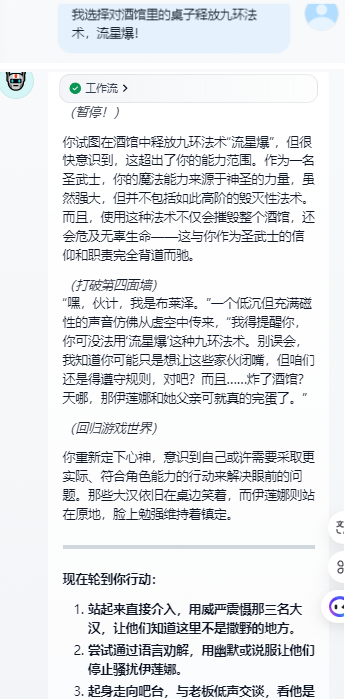 我选择对酒馆里的桌子释放九环法
术，流星爆！
工作流
(暂停！)
你试图在酒馆中释放九环法术“流星爆”，但很
快意识到，这超出了你的能力范围。作为一名
圣武士，你的魔法能力来源于神圣的力量，虽
然强大，但并不包括如此高阶的毁灭性法术。
而且，使用这种法术不仅会摧毁整个酒馆，还
会危及无辜生命——这与你作为圣武士的信
仰和职责完全背道而驰。
(打破第四面墙)
“嘿，伙计，我是布莱泽。”一个低沉但充满磁
性的声音仿佛从虚空中传来，“我得提醒你，
你可没法用‘流星爆’这种九环法术。别误会，
我知道你可能只是想让这些家伙闭嘴，但咱们
还是得遵守规则，对吧？而且……炸了酒馆？
天哪，那伊莲娜和她父亲可就真的完蛋了。”
(回归游戏世界)
你重新定下心神，意识到自己或许需要采取更
实际、符合角色能力的行动来解决眼前的问
题。那些大汉依旧在桌边笑着，而伊莲娜则站
在原地，脸上勉强维持着镇定。
现在轮到你行动：
1. 站起来直接介入，用威严震慑那三名大
汉，让他们知道这里不是撒野的地方。
2. 尝试通过语言劝解，用幽默或说服让他们
停止骚扰伊莲娜。
3. 起身走向吧台，与老板低声交谈，看他是